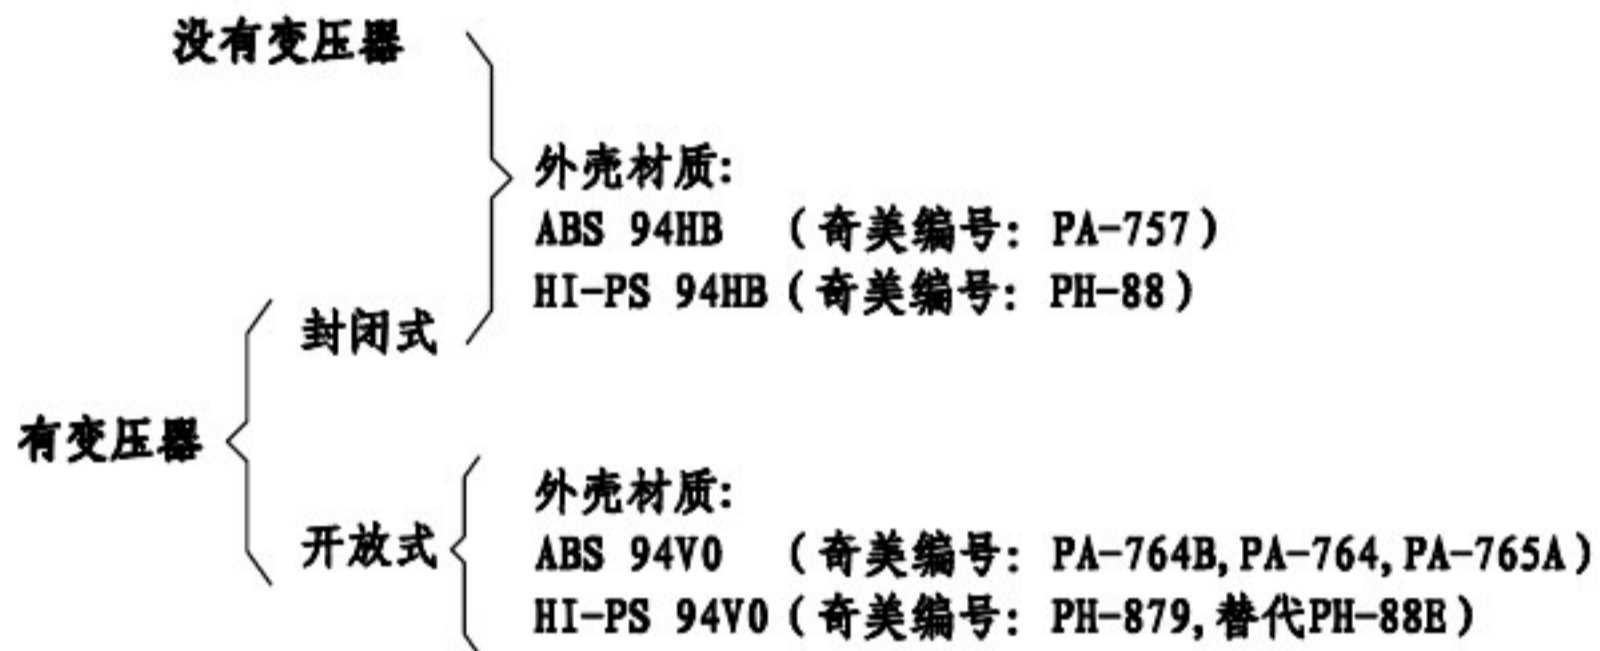 没有变压器
外壳材质:
ABS 94HB （奇美编号: PA-757）
HI-PS 94HB（奇美编号: PH-88）
封闭式
有变压器
外壳材质:
开放式
ABS 94V0 （奇美编号: PA-764B,PA-764,PA-765A）
HI-PS 94V0（奇美编号: PH-879,替代PH-88E）